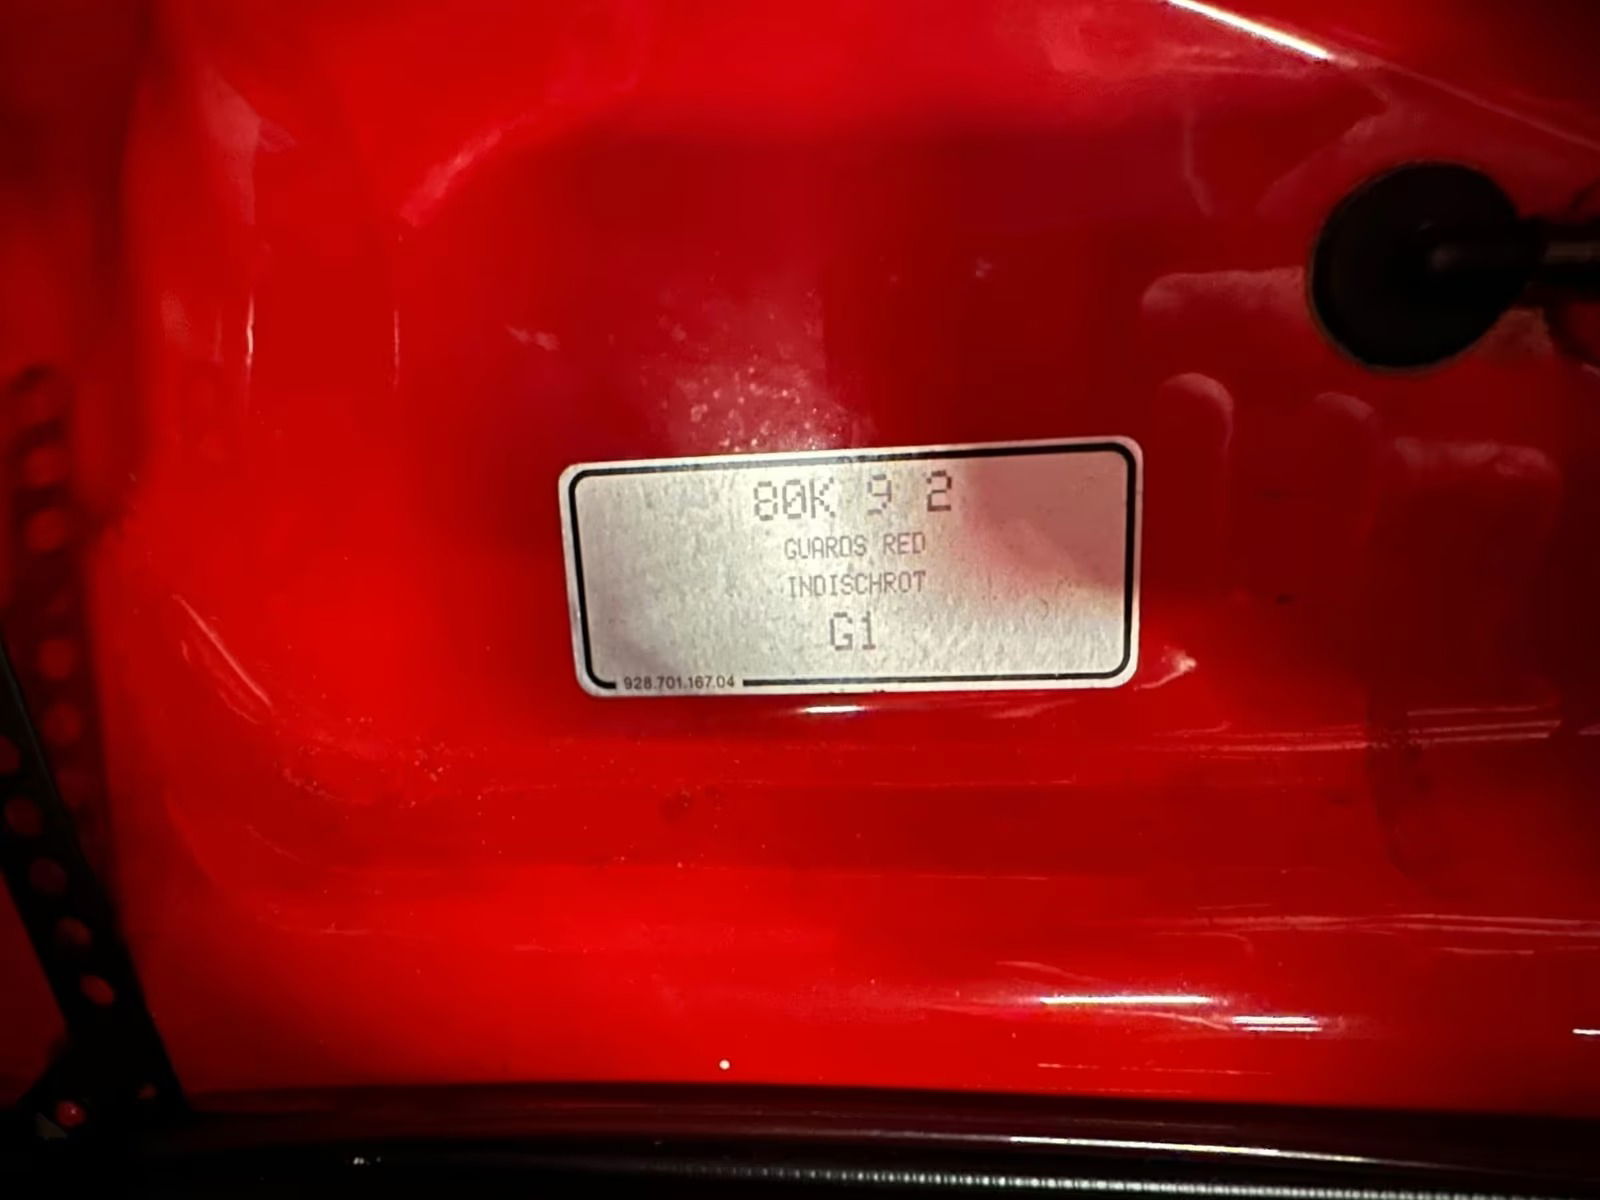 80K 9 2
GUARDS RED
INDISCHROT
G1
928.701.167.04